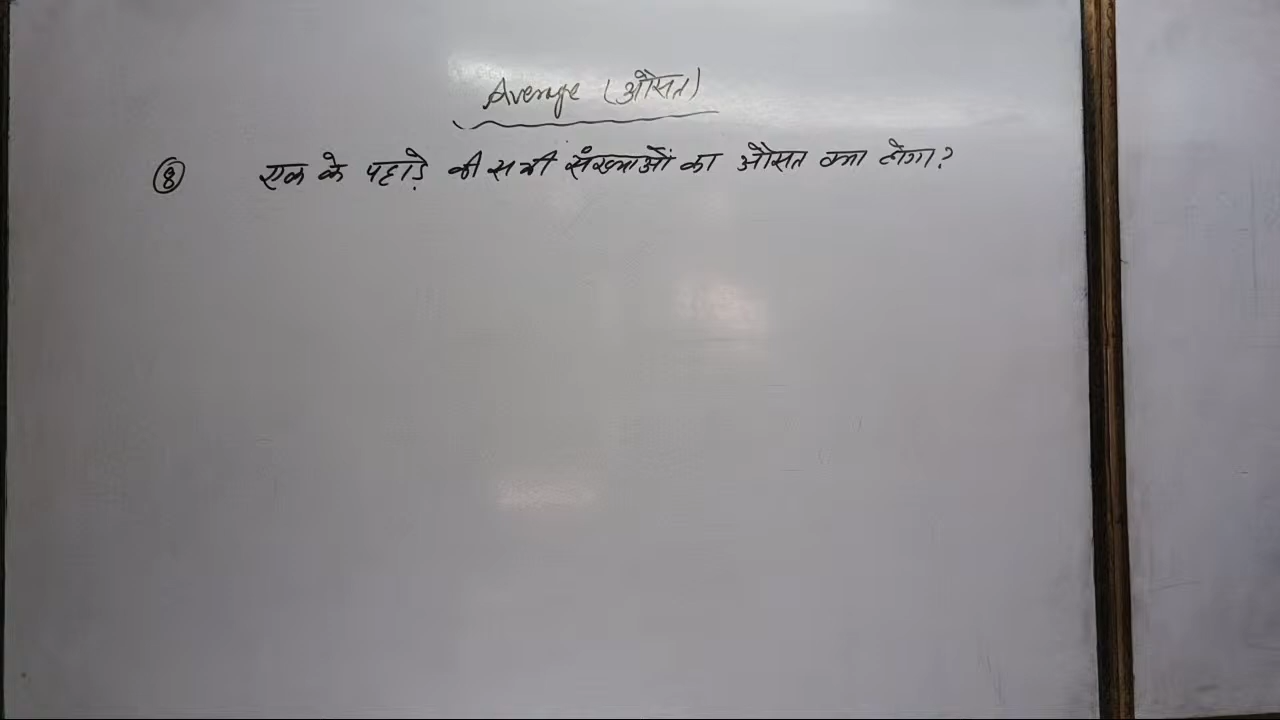 Average (औसत)
⑧ एक के पहाड़े की सभी संख्याओं का औसत क्या होगा?